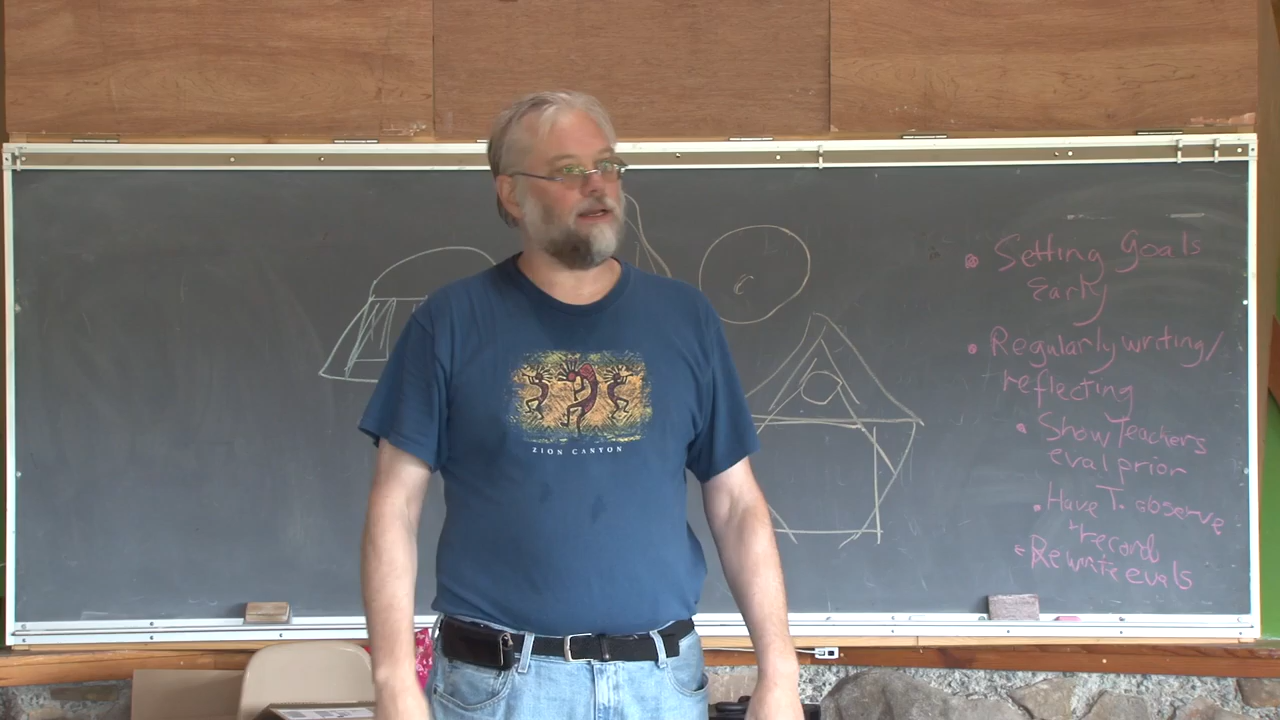 ZION CANYON
• Setting Goals
Early
• Regularly writing/
reflecting
• Show Teachers
eval prior
• Have T. observe
+ record
• Rewrite evals